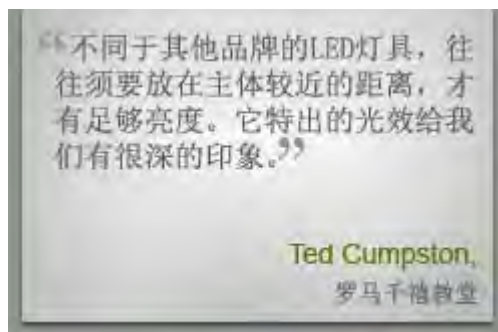 “不同于其他品牌的LED灯具，往
往须要放在主体较近的距离，才
有足够亮度。它特出的光效给我
们有很深的印象。”
Ted Cumpston,
罗马千禧教堂